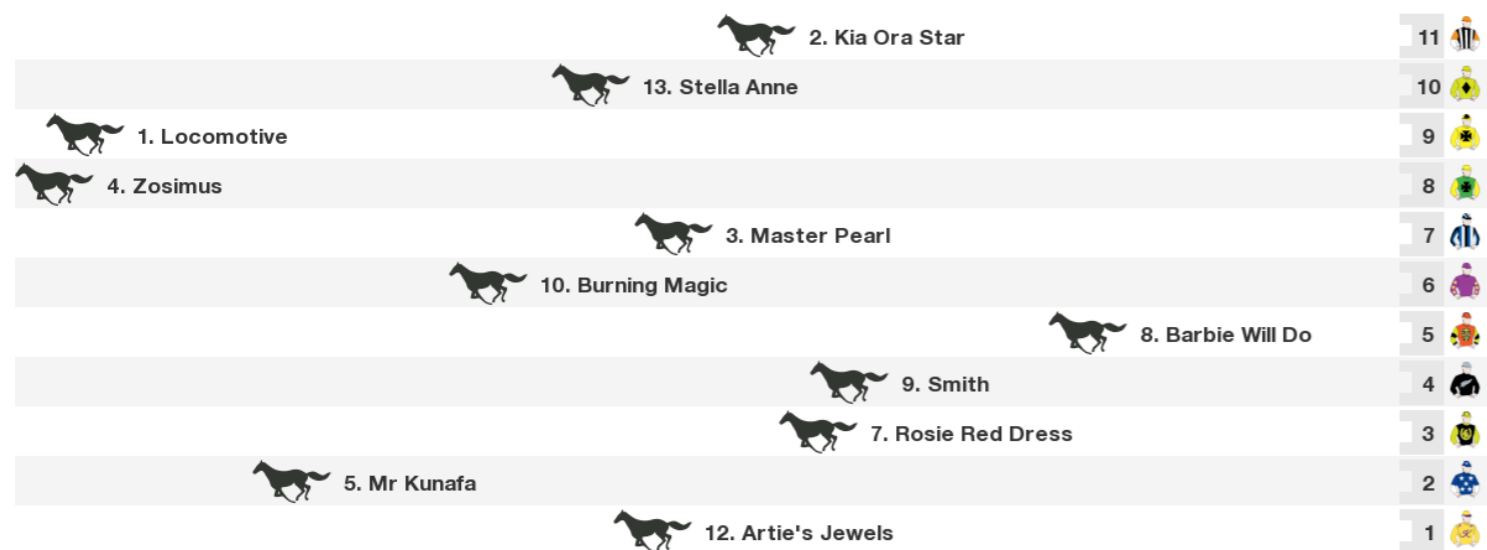 2. Kia Ora Star 11
13. Stella Anne 10
1. Locomotive 9
4. Zosimus 8
3. Master Pearl 7
10. Burning Magic 6
8. Barbie Will Do 5
9. Smith 4
7. Rosie Red Dress 3
5. Mr Kunafa 2
12. Artie's Jewels 1